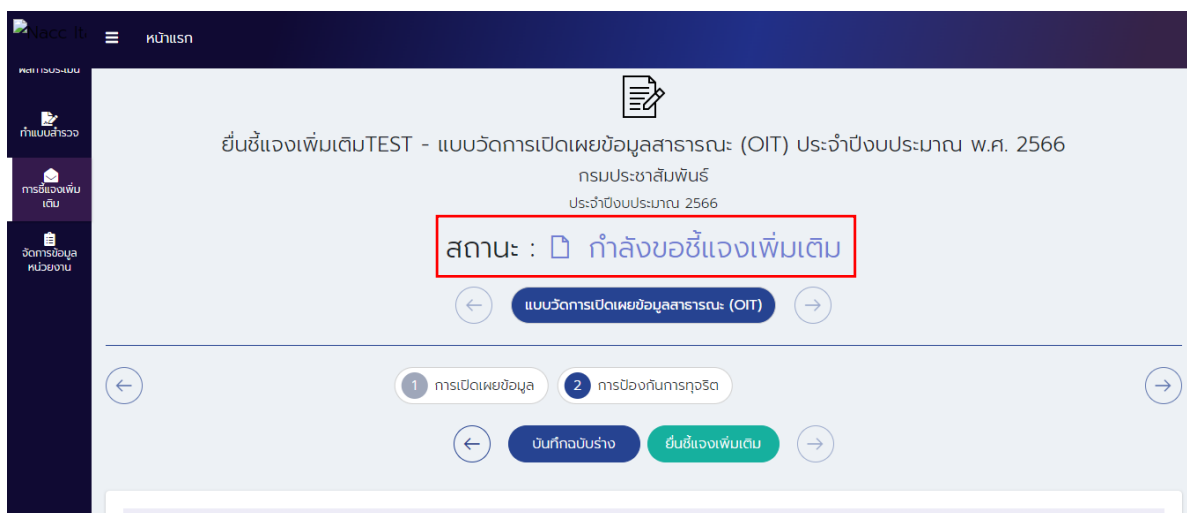 Nacc It
หน้าแรก
ผลการประเมิน
ทำแบบสำรวจ
การชี้แจงเพิ่ม
เติม
จัดการข้อมูล
หน่วยงาน
ยื่นชี้แจงเพิ่มเติมTEST - แบบวัดการเปิดเผยข้อมูลสาธารณะ (OIT) ประจำปีงบประมาณ พ.ศ. 2566
กรมประชาสัมพันธ์
ประจำปีงบประมาณ 2566
สถานะ : กำลังขอชี้แจงเพิ่มเติม
แบบวัดการเปิดเผยข้อมูลสาธารณะ (OIT)
1 การเปิดเผยข้อมูล 2 การป้องกันการทุจริต
บันทึกฉบับร่าง ยื่นชี้แจงเพิ่มเติม